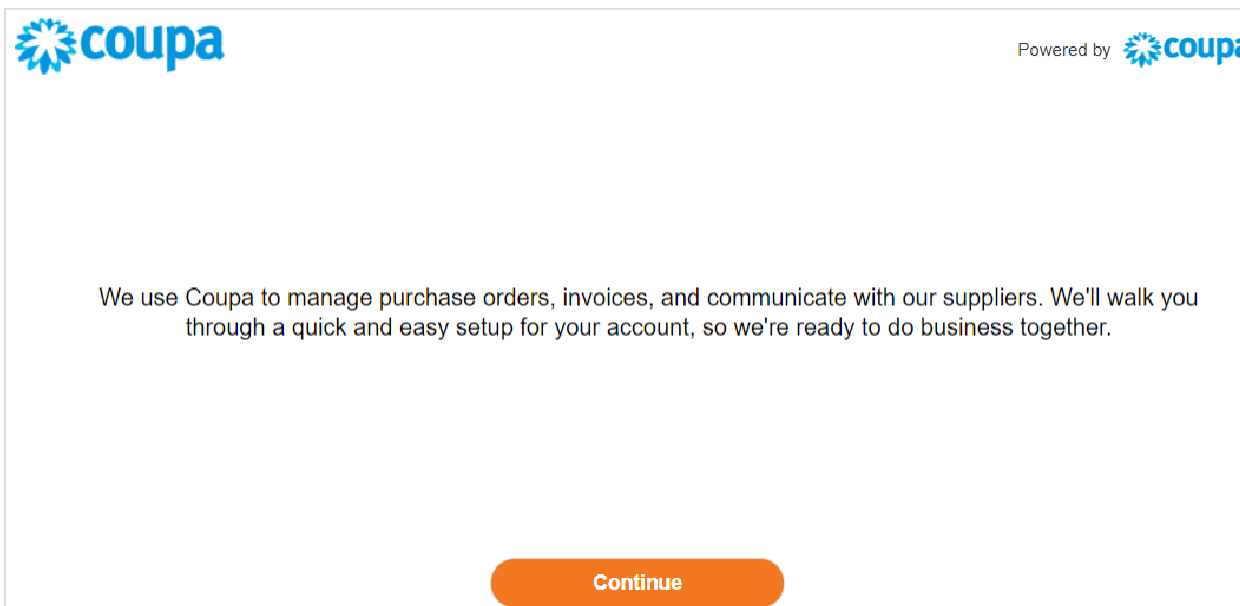 coupa
Powered by coupa
We use Coupa to manage purchase orders, invoices, and communicate with our suppliers. We'll walk you
through a quick and easy setup for your account, so we're ready to do business together.
Continue